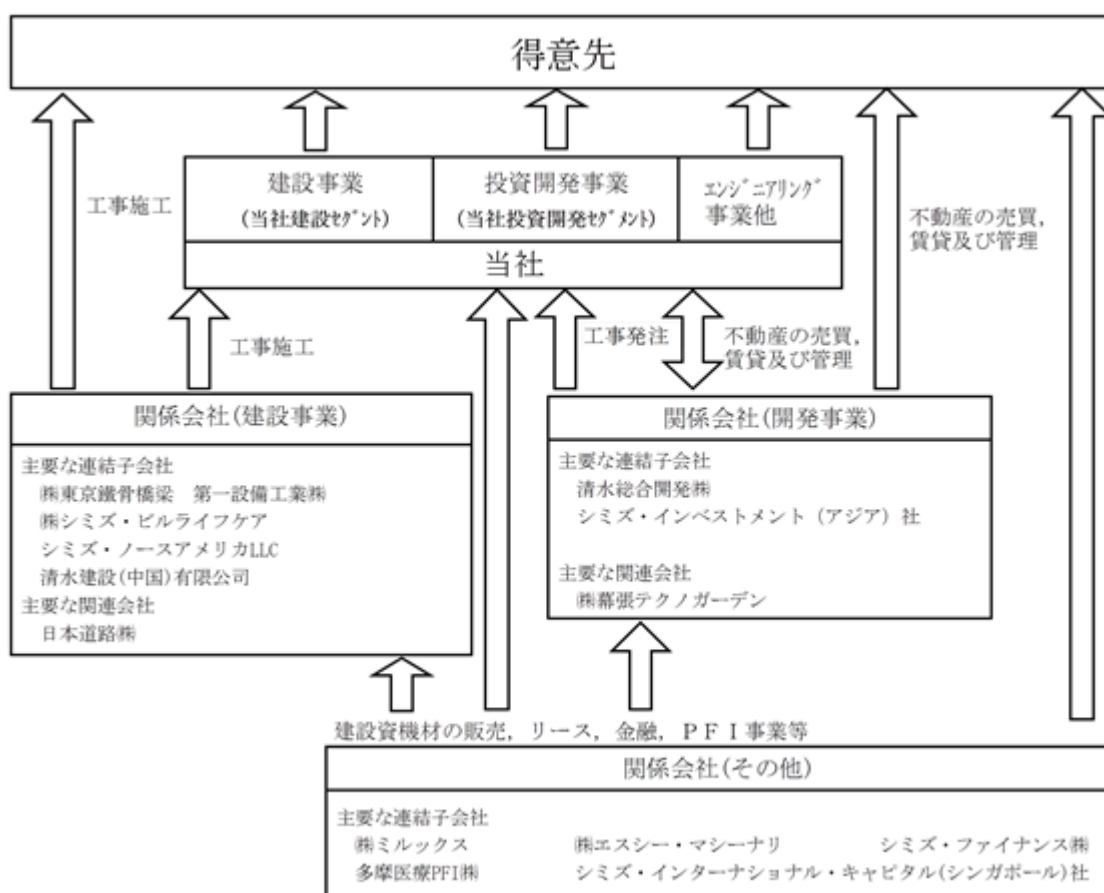 得意先
建設事業
(当社建設ｾｸﾞﾝﾄ)
投資開発事業
(当社投資開発ｾｸﾞﾒﾝﾄ)
ｴﾝｼﾞﾆｱﾘﾝｸﾞ
事業他
当社
工事施工
不動産の売買,
賃貸及び管理
工事施工
工事発注
不動産の売買,
賃貸及び管理
関係会社(建設事業)
主要な連結子会社
㈱東京鐵骨橋梁　第一設備工業㈱
㈱シミズ・ビルライフケア
シミズ・ノースアメリカLLC
清水建設(中国)有限公司
主要な関連会社
日本道路㈱
関係会社(開発事業)
主要な連結子会社
清水総合開発㈱
シミズ・インベストメント（アジア）社
主要な関連会社
㈱幕張テクノガーデン
建設資機材の販売, リース, 金融, ＰＦＩ事業等
関係会社(その他)
主要な連結子会社
㈱ミルックス　㈱エスシー・マシーナリ　シミズ・ファイナンス㈱
多摩医療PFI㈱　シミズ・インターナショナル・キャピタル(シンガポール)社